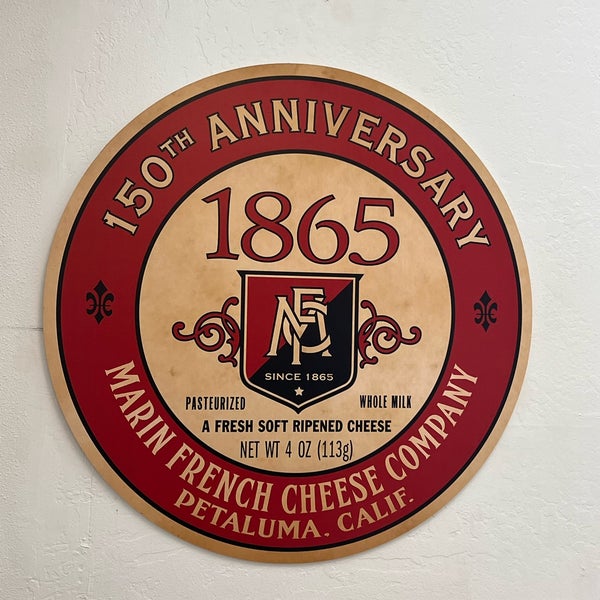 150TH ANNIVERSARY
1865
MFC
SINCE 1865
PASTEURIZED WHOLE MILK
A FRESH SOFT RIPENED CHEESE
NET WT 4 OZ (113g)
MARIN FRENCH CHEESE COMPANY
PETALUMA, CALIF.